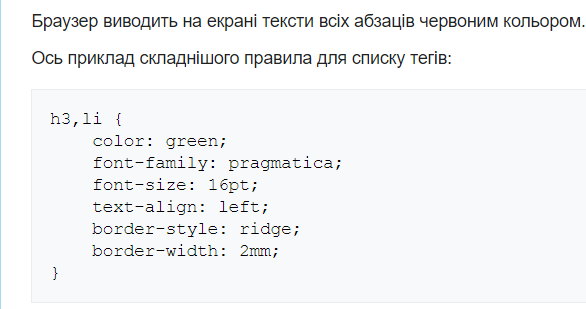 Браузер виводить на екрані тексти всіх абзаців червоним кольором.
Ось приклад складнішого правила для списку тегів:
h3,li {
color: green;
font-family: pragmatica;
font-size: 16pt;
text-align: left;
border-style: ridge;
border-width: 2mm;
}